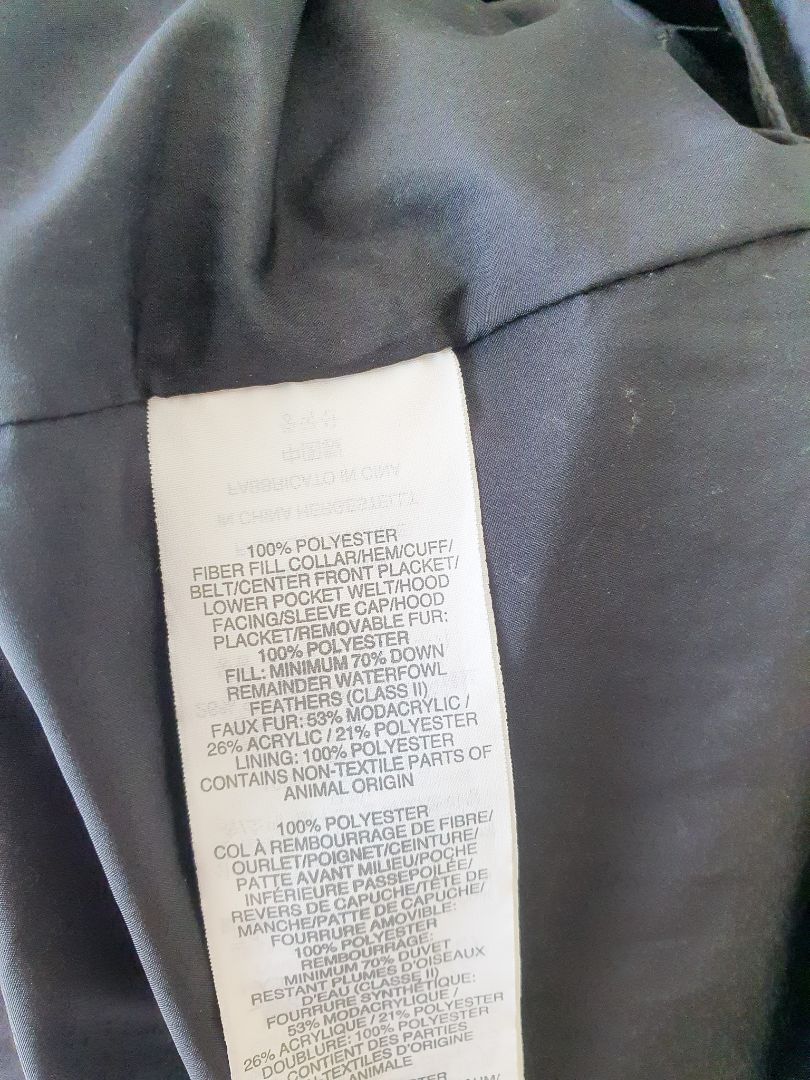 100% POLYESTER
FIBER FILL COLLAR/HEM/CUFF/
BELT/CENTER FRONT PLACKET/
LOWER POCKET WELT/HOOD
FACING/SLEEVE CAP/HOOD
PLACKET/REMOVABLE FUR:
100% POLYESTER
FILL: MINIMUM 70% DOWN
REMAINDER WATERFOWL
FEATHERS (CLASS II)
FAUX FUR: 53% MODACRYLIC /
26% ACRYLIC / 21% POLYESTER
LINING: 100% POLYESTER
CONTAINS NON-TEXTILE PARTS OF
ANIMAL ORIGIN
100% POLYESTER
COL À REMBOURRAGE DE FIBRE/
OURLET/POIGNET/CEINTURE/
PATTE AVANT MILIEU/POCHE
INFÉRIEURE PASSEPOILÉE/
REVERS DE CAPUCHE/TÊTE DE
MANCHE/PATTE DE CAPUCHE/
FOURRURE AMOVIBLE:
100% POLYESTER
REMBOURRAGE:
MINIMUM 70% DUVET
RESTANT PLUMES D'OISEAUX
D'EAU (CLASSE II)
FOURRURE SYNTHÉTIQUE:
53% MODACRYLIQUE /
26% ACRYLIQUE / 21% POLYESTER
DOUBLURE: 100% POLYESTER
CONTIENT DES PARTIES
NON TEXTILES D'ORIGINE
ANIMALE